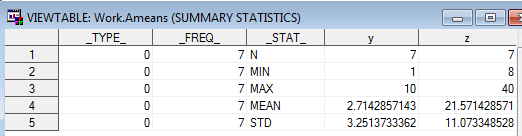 VIEWTABLE: Work.Ameans (SUMMARY STATISTICS)
_TYPE_ _FREQ_ _STAT_ y z
1 0 7 N 7 7
2 0 7 MIN 1 8
3 0 7 MAX 10 40
4 0 7 MEAN 2.7142857143 21.571428571
5 0 7 STD 3.2513733362 11.073348528